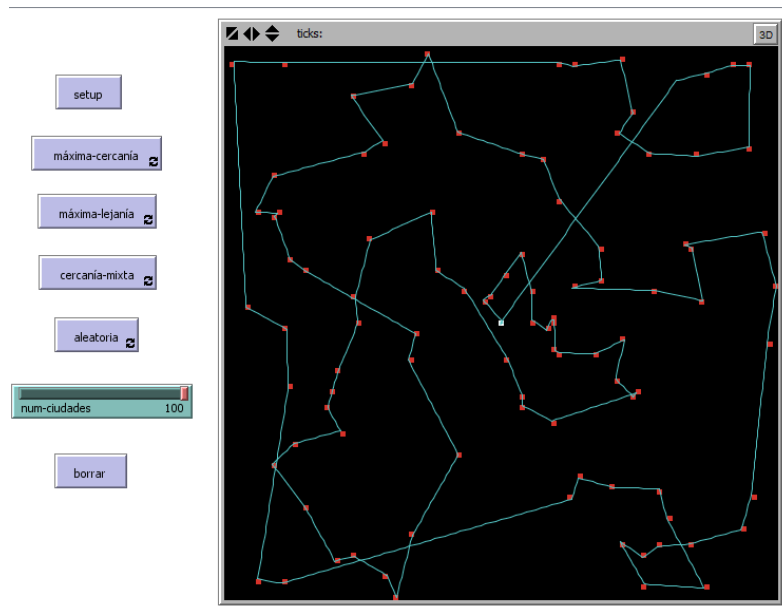 ticks:
3D
setup
máxima-cercanía
máxima-lejanía
cercanía-mixta
aleatoria
num-ciudades 100
borrar